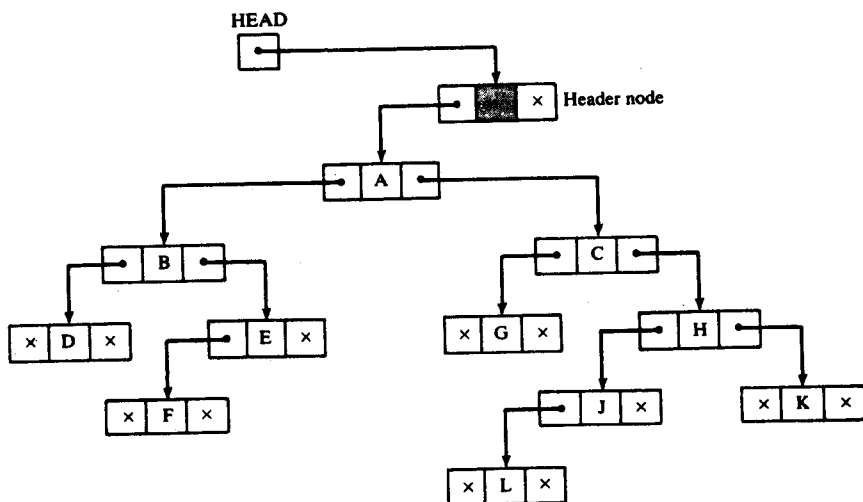 HEAD
× Header node
A
B
C
× D ×
E ×
× G ×
H
× F ×
J ×
× K ×
× L ×